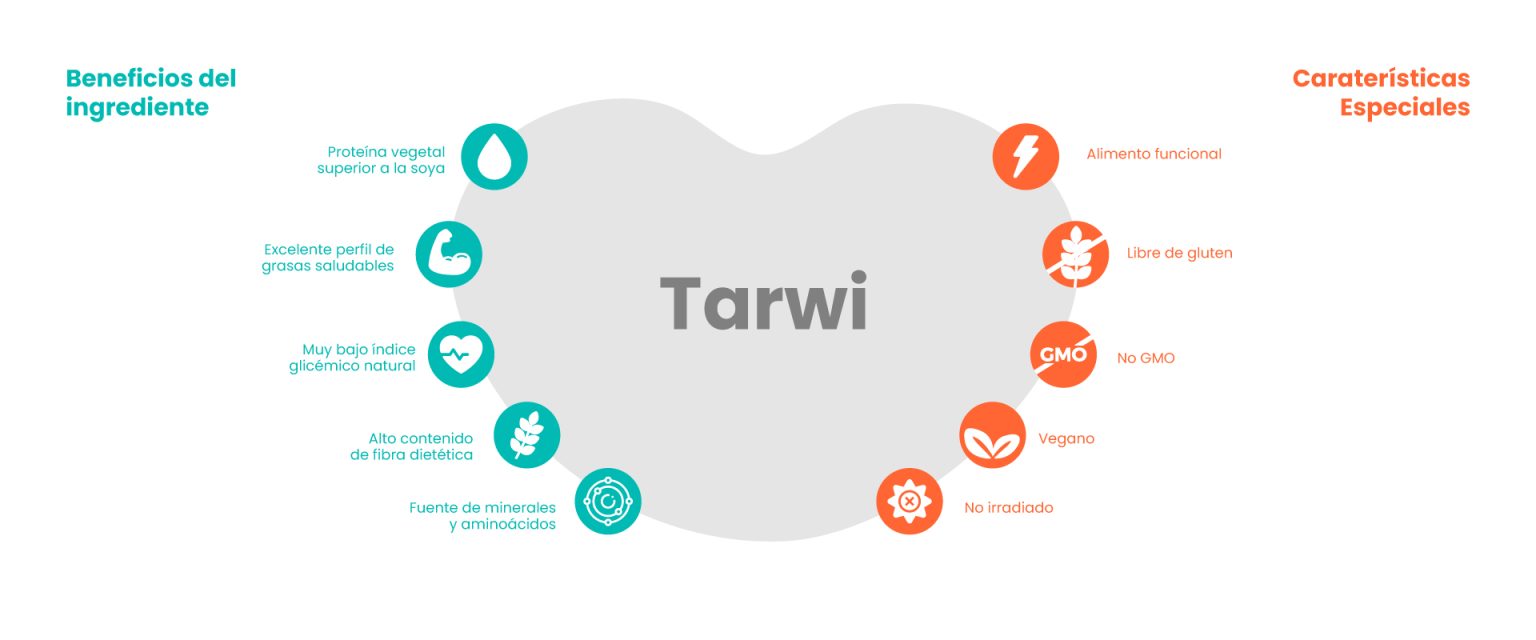 Beneficios del
ingrediente
Proteína vegetal
superior a la soya
Excelente perfil de
grasas saludables
Muy bajo índice
glicémico natural
Alto contenido
de fibra dietética
Fuente de minerales
y aminoácidos
Tarwi
Caraterísticas
Especiales
Alimento funcional
Libre de gluten
GMO
No GMO
Vegano
No irradiado